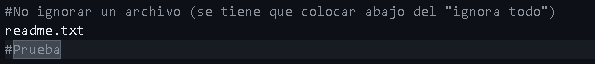 #No ignorar un archivo (se tiene que colocar abajo del "ignora todo")
readme.txt
#Prueba